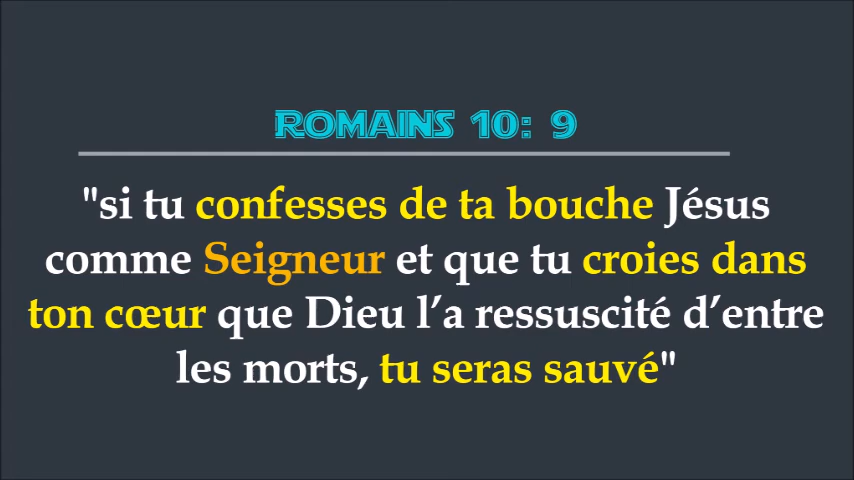 ROMAINS 10: 9
"si tu confesses de ta bouche Jésus
comme Seigneur et que tu croies dans
ton cœur que Dieu l’a ressuscité d’entre
les morts, tu seras sauvé"